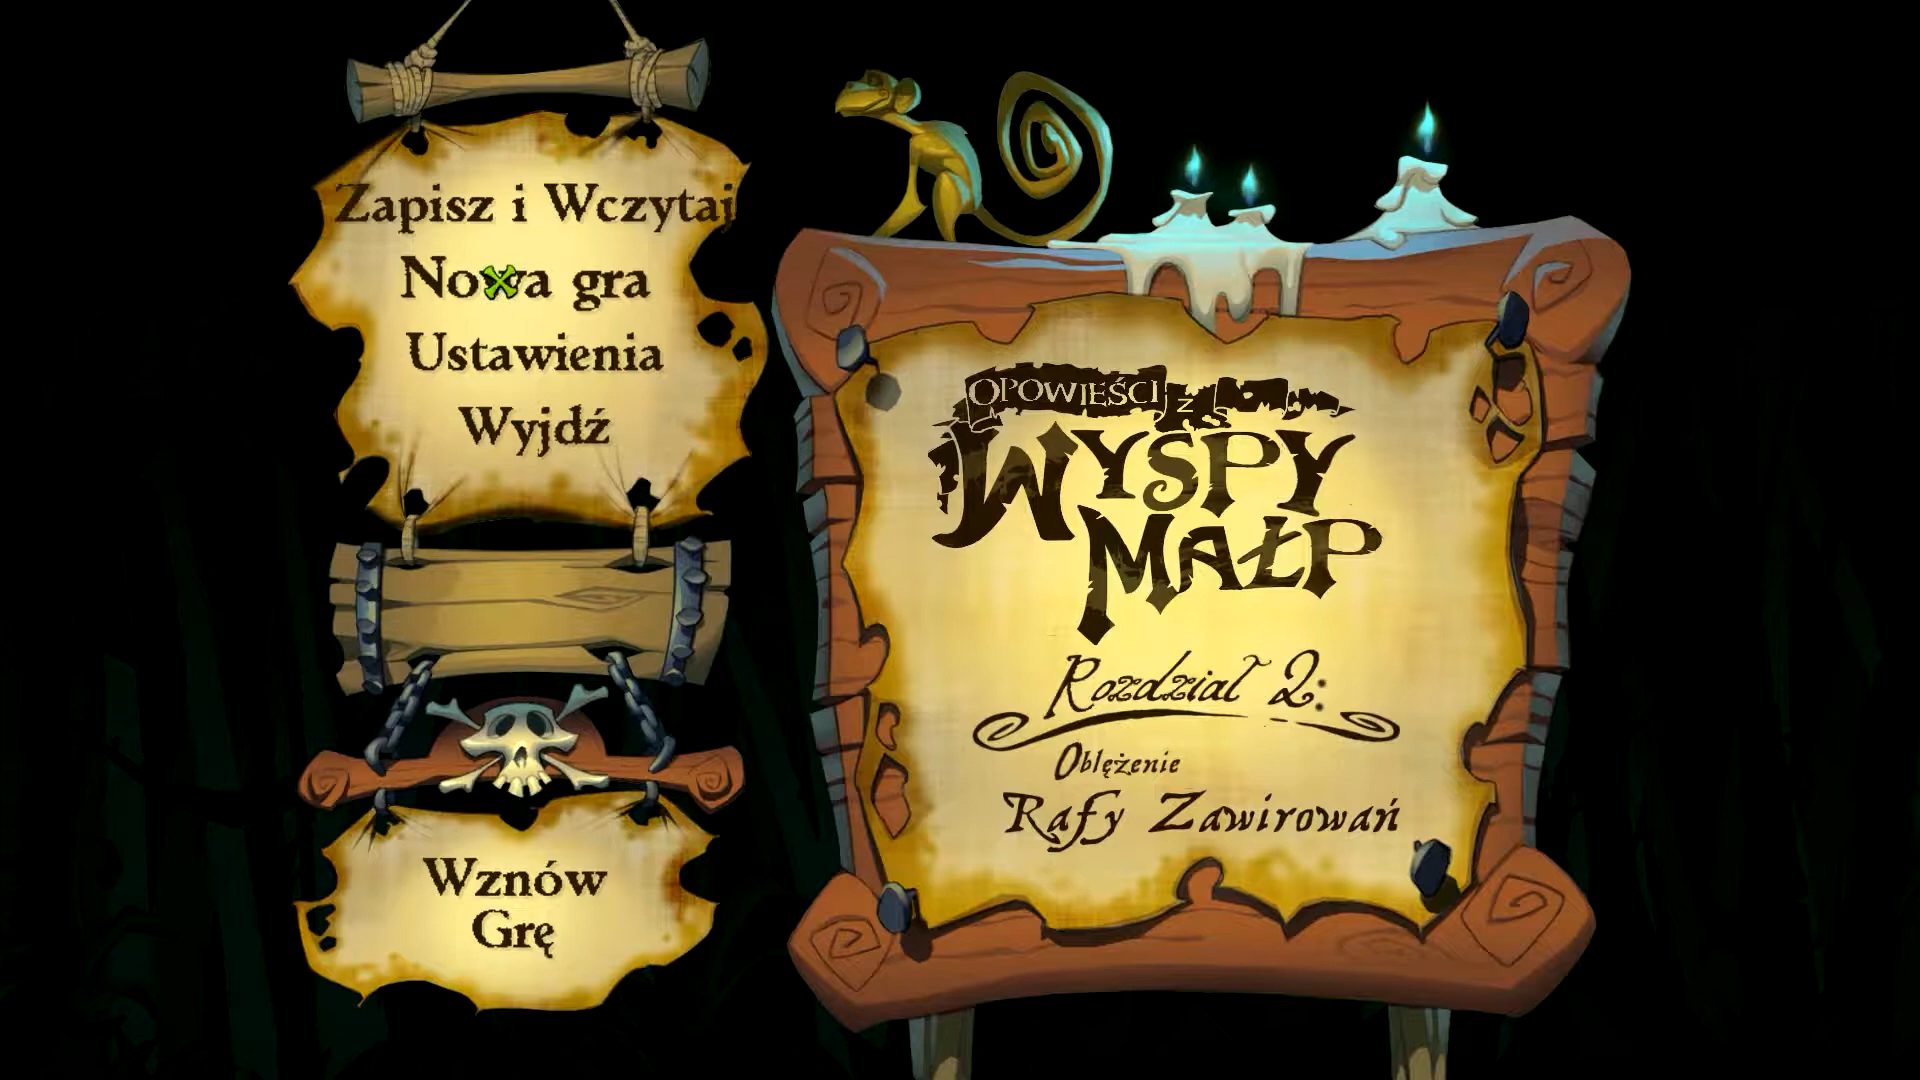 Zapisz i Wczytaj
Nowa gra
Ustawienia
Wyjdź
Wznów
Grę
OPOWIEŚCI Z
WYSPY
MAŁP
Rozdział 2:
Oblężenie
Rafy Zawirowań